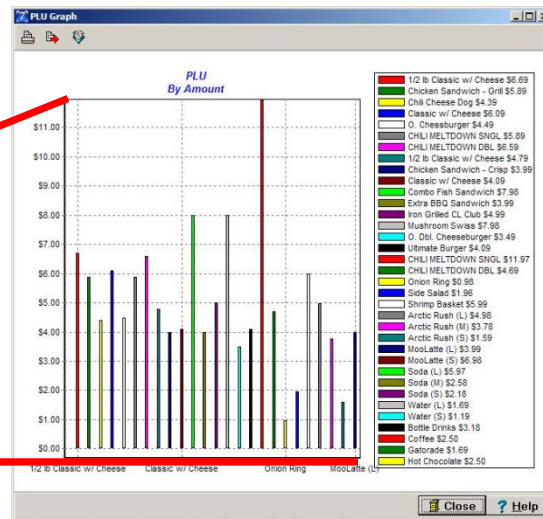 PLU Graph
PLU
By Amount
$11.00
$10.00
$9.00
$8.00
$7.00
$6.00
$5.00
$4.00
$3.00
$2.00
$1.00
$0.00
1/2 lb Classic w/ Cheese
Classic w/ Cheese
Onion Ring
MooLatte (L)
1/2 lb Classic w/ Cheese $6.69
Chicken Sandwich - Grill $5.89
Chili Cheese Dog $4.39
Classic w/ Cheese $6.09
O. Chessburger $4.49
CHILI MELTDOWN SNGL $5.89
CHILI MELTDOWN DBL $6.59
1/2 lb Classic w/ Cheese $4.79
Chicken Sandwich - Crisp $3.99
Classic w/ Cheese $4.09
Combo Fish Sandwich $7.98
Extra BBQ Sandwich $3.99
Iron Grilled CL Club $4.99
Mushroom Swiss $7.98
O. Dbl. Cheeseburger $3.49
Ultimate Burger $4.09
CHILI MELTDOWN SNGL $11.97
CHILI MELTDOWN DBL $4.69
Onion Ring $0.98
Side Salad $1.96
Shrimp Basket $5.99
Arctic Rush (L) $4.98
Arctic Rush (M) $3.78
Arctic Rush (S) $1.59
MooLatte (L) $3.99
MooLatte (S) $6.98
Soda (L) $5.97
Soda (M) $2.58
Soda (S) $2.18
Water (L) $1.69
Water (S) $1.19
Bottle Drinks $3.18
Coffee $2.50
Gatorade $1.69
Hot Chocolate $2.50
Close
? Help